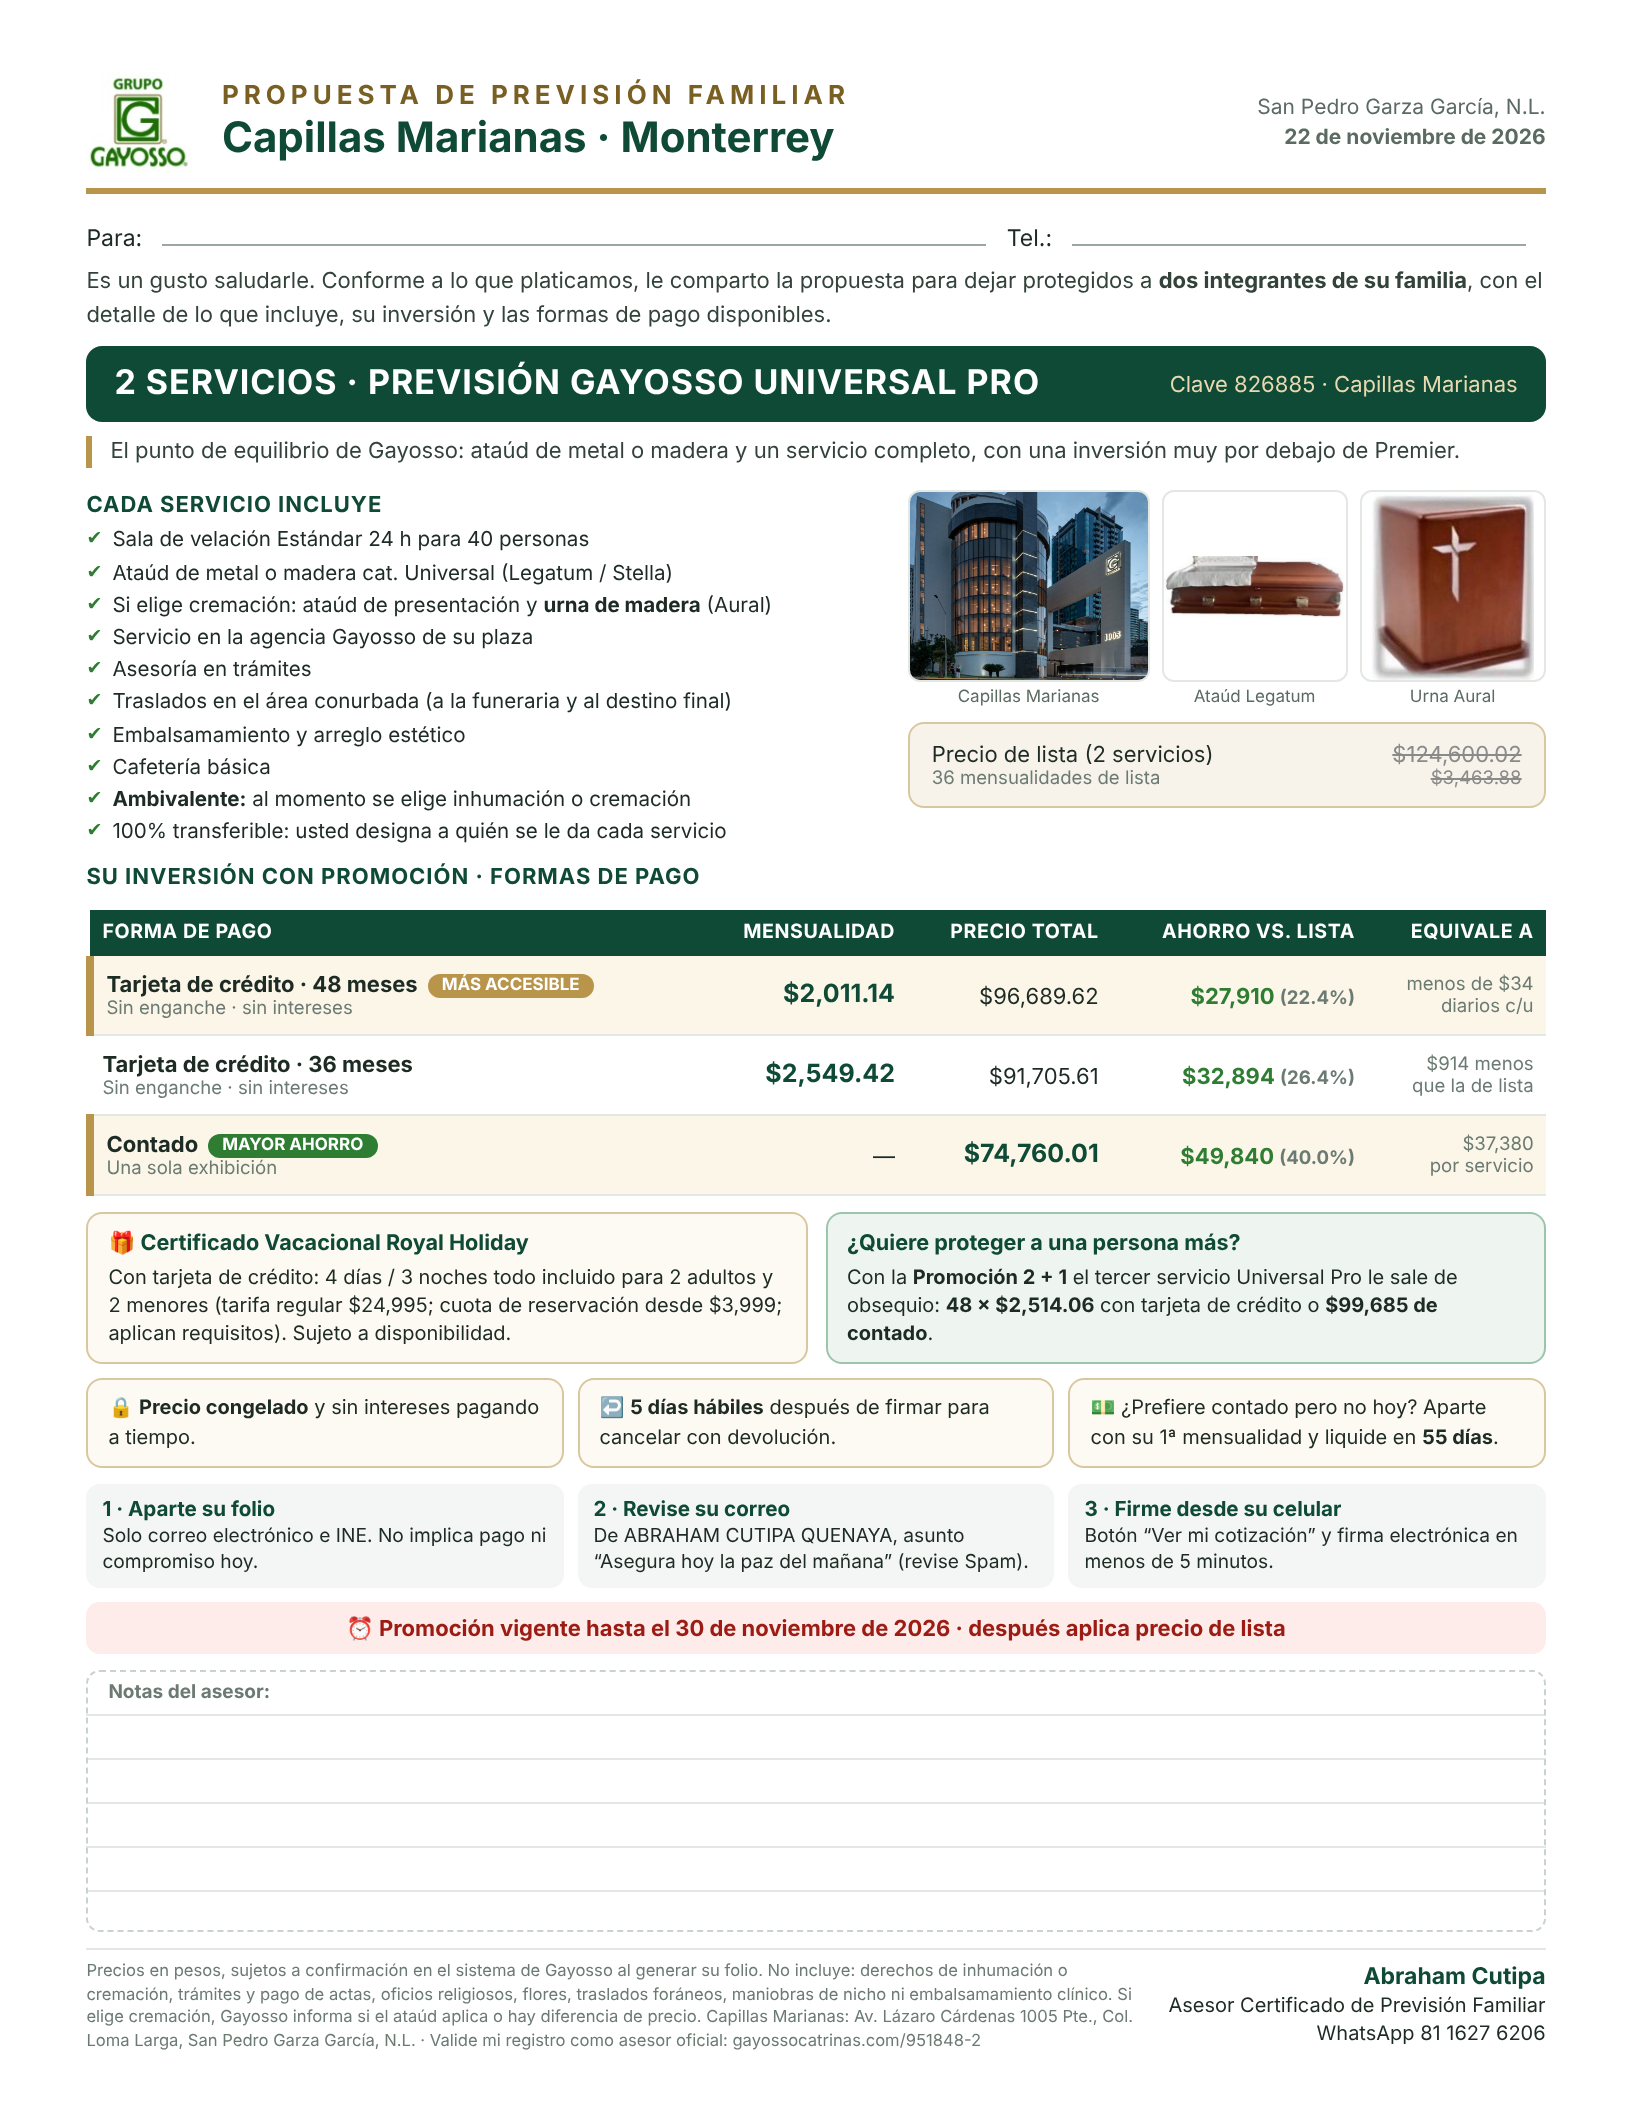 GRUPO
G
GAYOSSO
PROPUESTA DE PREVISIÓN FAMILIAR
Capillas Marianas · Monterrey
San Pedro Garza García, N.L.
22 de noviembre de 2026
Para:
Tel.:
Es un gusto saludarle. Conforme a lo que platicamos, le comparto la propuesta para dejar protegidos a dos integrantes de su familia, con el
detalle de lo que incluye, su inversión y las formas de pago disponibles.
2 SERVICIOS · PREVISIÓN GAYOSSO UNIVERSAL PRO
Clave 826885 · Capillas Marianas
El punto de equilibrio de Gayosso: ataúd de metal o madera y un servicio completo, con una inversión muy por debajo de Premier.
CADA SERVICIO INCLUYE
✔ Sala de velación Estándar 24 h para 40 personas
✔ Ataúd de metal o madera cat. Universal (Legatum / Stella)
✔ Si elige cremación: ataúd de presentación y urna de madera (Aural)
✔ Servicio en la agencia Gayosso de su plaza
✔ Asesoría en trámites
✔ Traslados en el área conurbada (a la funeraria y al destino final)
✔ Embalsamamiento y arreglo estético
✔ Cafetería básica
✔ Ambivalente: al momento se elige inhumación o cremación
✔ 100% transferible: usted designa a quién se le da cada servicio
G
1003
Capillas Marianas
Ataúd Legatum
Urna Aural
Precio de lista (2 servicios) $124,600.02
36 mensualidades de lista $3,463.88
SU INVERSIÓN CON PROMOCIÓN · FORMAS DE PAGO
FORMA DE PAGO MENSUALIDAD PRECIO TOTAL AHORRO VS. LISTA EQUIVALE A
Tarjeta de crédito · 48 meses MÁS ACCESIBLE
Sin enganche · sin intereses
$2,011.14 $96,689.62 $27,910 (22.4%)
menos de $34
diarios c/u
Tarjeta de crédito · 36 meses
Sin enganche · sin intereses
$2,549.42 $91,705.61 $32,894 (26.4%)
$914 menos
que la de lista
Contado MAYOR AHORRO
Una sola exhibición
— $74,760.01 $49,840 (40.0%)
$37,380
por servicio
🎁 Certificado Vacacional Royal Holiday
Con tarjeta de crédito: 4 días / 3 noches todo incluido para 2 adultos y
2 menores (tarifa regular $24,995; cuota de reservación desde $3,999;
aplican requisitos). Sujeto a disponibilidad.
¿Quiere proteger a una persona más?
Con la Promoción 2 + 1 el tercer servicio Universal Pro le sale de
obsequio: 48 × $2,514.06 con tarjeta de crédito o $99,685 de
contado.
🔒 Precio congelado y sin intereses pagando
a tiempo.
↩️ 5 días hábiles después de firmar para
cancelar con devolución.
💵 ¿Prefiere contado pero no hoy? Aparte
con su 1ª mensualidad y liquide en 55 días.
1 · Aparte su folio
Solo correo electrónico e INE. No implica pago ni
compromiso hoy.
2 · Revise su correo
De ABRAHAM CUTIPA QUENAYA, asunto
“Asegura hoy la paz del mañana” (revise Spam).
3 · Firme desde su celular
Botón “Ver mi cotización” y firma electrónica en
menos de 5 minutos.
⏰ Promoción vigente hasta el 30 de noviembre de 2026 · después aplica precio de lista
Notas del asesor:
Precios en pesos, sujetos a confirmación en el sistema de Gayosso al generar su folio. No incluye: derechos de inhumación o
cremación, trámites y pago de actas, oficios religiosos, flores, traslados foráneos, maniobras de nicho ni embalsamamiento clínico. Si
elige cremación, Gayosso informa si el ataúd aplica o hay diferencia de precio. Capillas Marianas: Av. Lázaro Cárdenas 1005 Pte., Col.
Loma Larga, San Pedro Garza García, N.L. · Valide mi registro como asesor oficial: gayossocatrinas.com/951848-2
Abraham Cutipa
Asesor Certificado de Previsión Familiar
WhatsApp 81 1627 6206